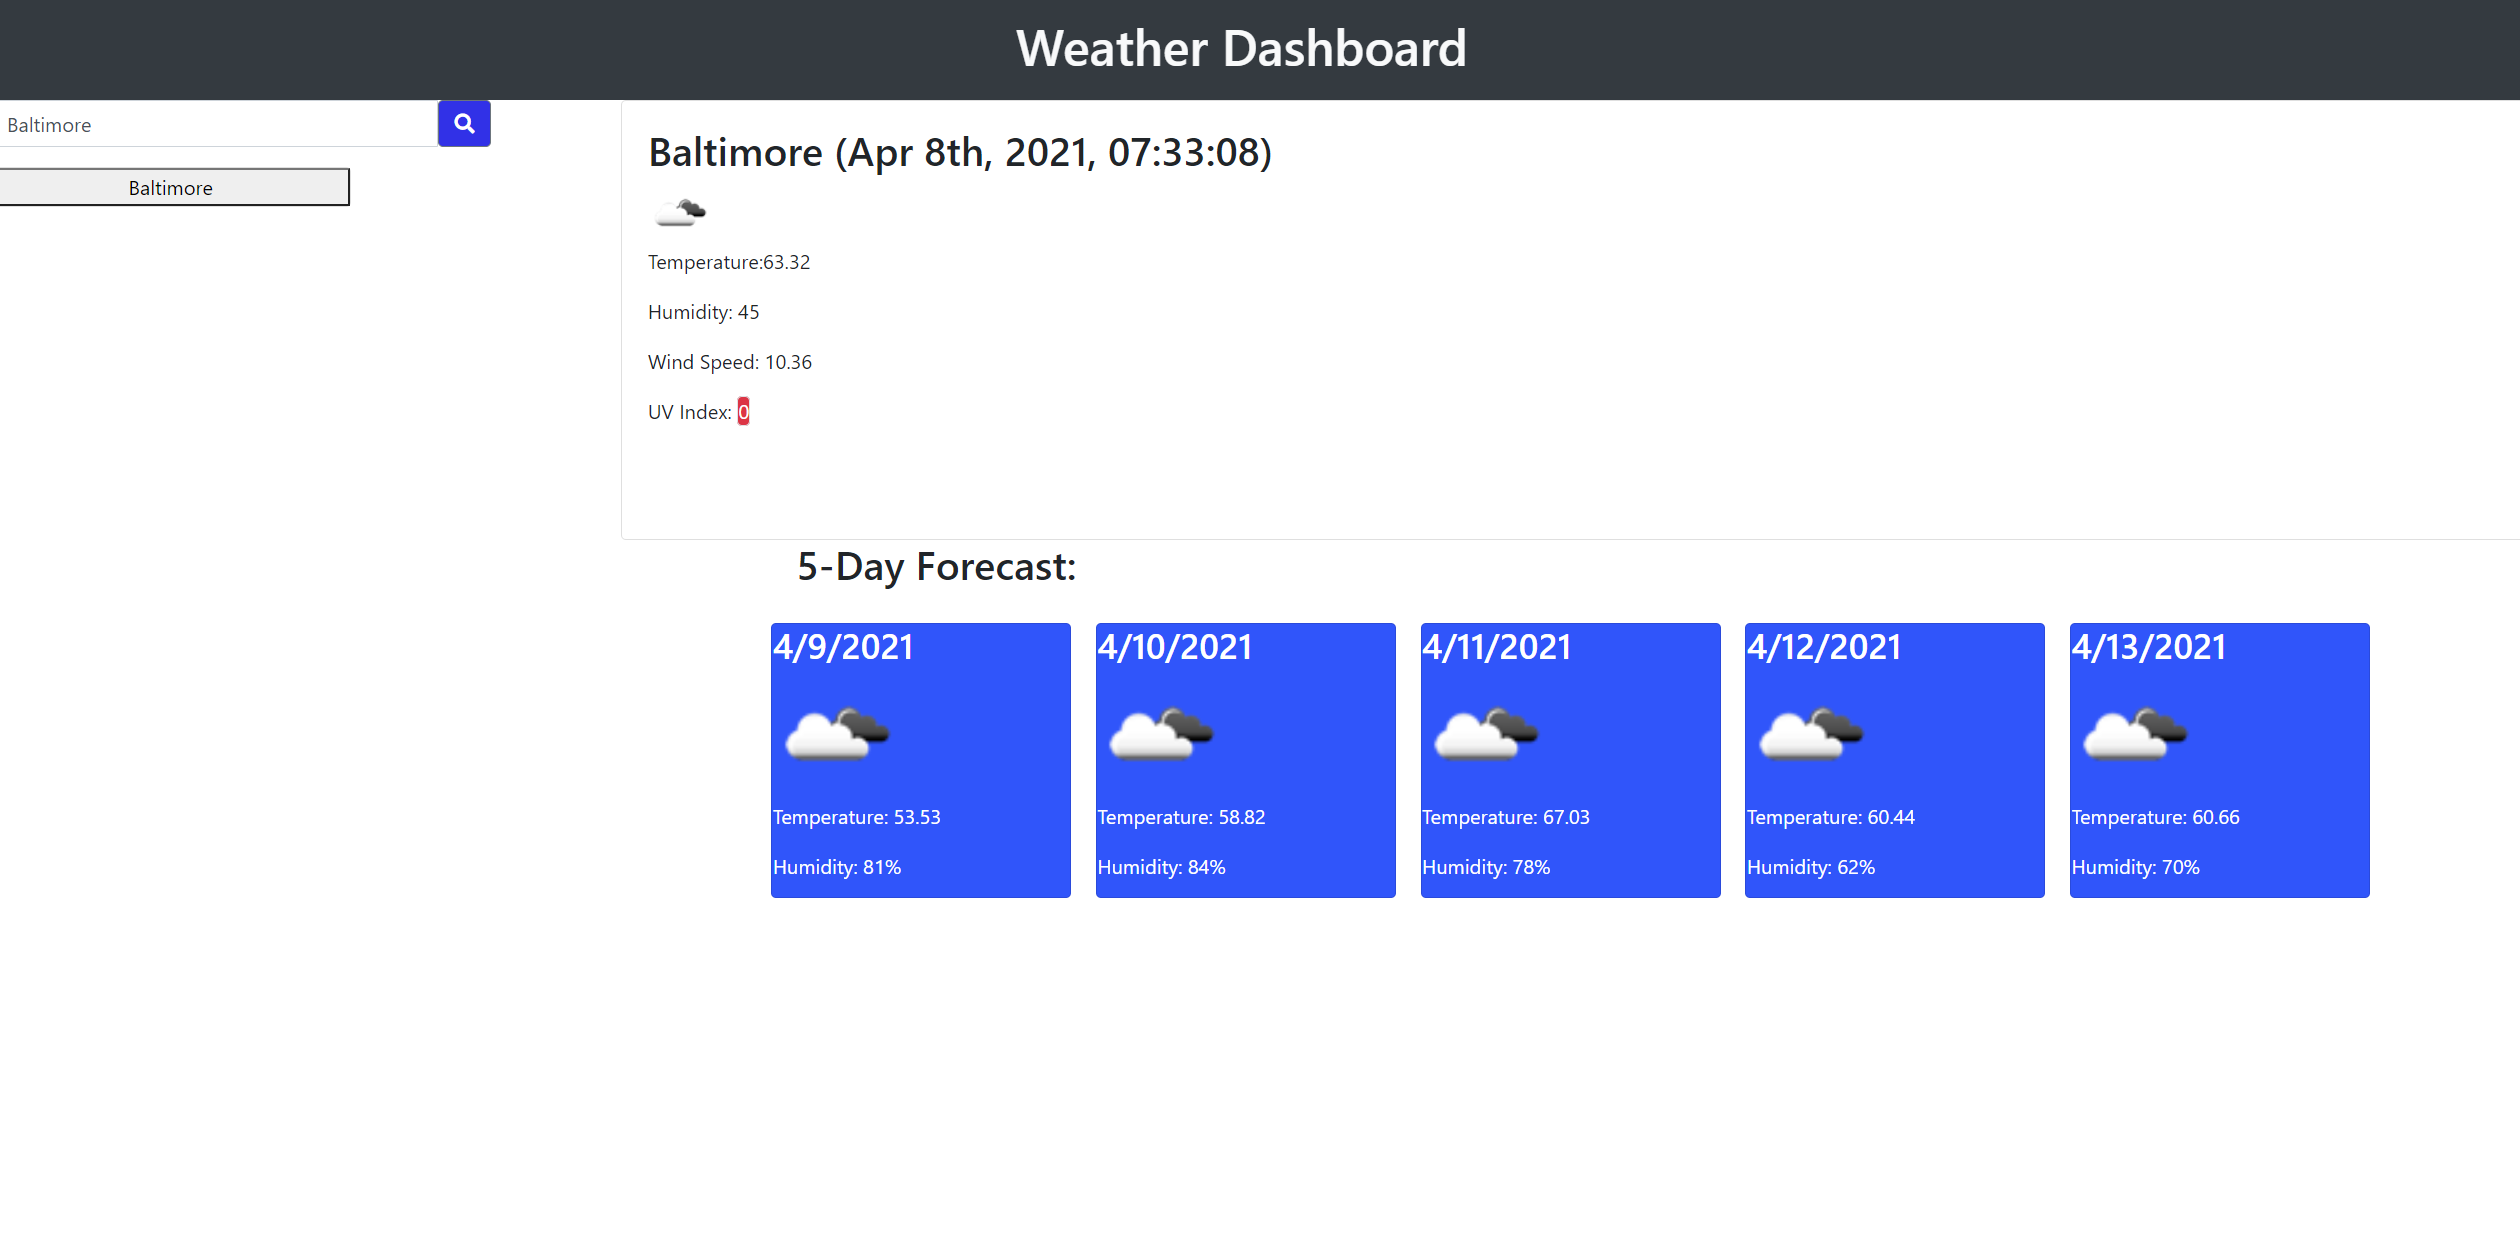 Weather Dashboard
Baltimore
Baltimore
Baltimore (Apr 8th, 2021, 07:33:08)
Temperature:63.32
Humidity: 45
Wind Speed: 10.36
UV Index: 0
5-Day Forecast:
4/9/2021
Temperature: 53.53
Humidity: 81%
4/10/2021
Temperature: 58.82
Humidity: 84%
4/11/2021
Temperature: 67.03
Humidity: 78%
4/12/2021
Temperature: 60.44
Humidity: 62%
4/13/2021
Temperature: 60.66
Humidity: 70%